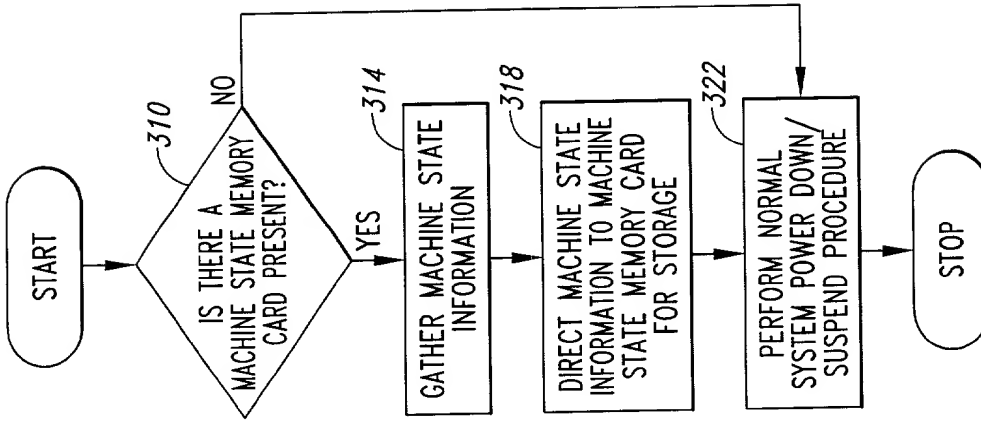 START
310
IS THERE A
MACHINE STATE MEMORY
CARD PRESENT?
NO
YES
314
GATHER MACHINE STATE
INFORMATION
318
DIRECT MACHINE STATE
INFORMATION TO MACHINE
STATE MEMORY CARD
FOR STORAGE
322
PERFORM NORMAL
SYSTEM POWER DOWN/
SUSPEND PROCEDURE
STOP